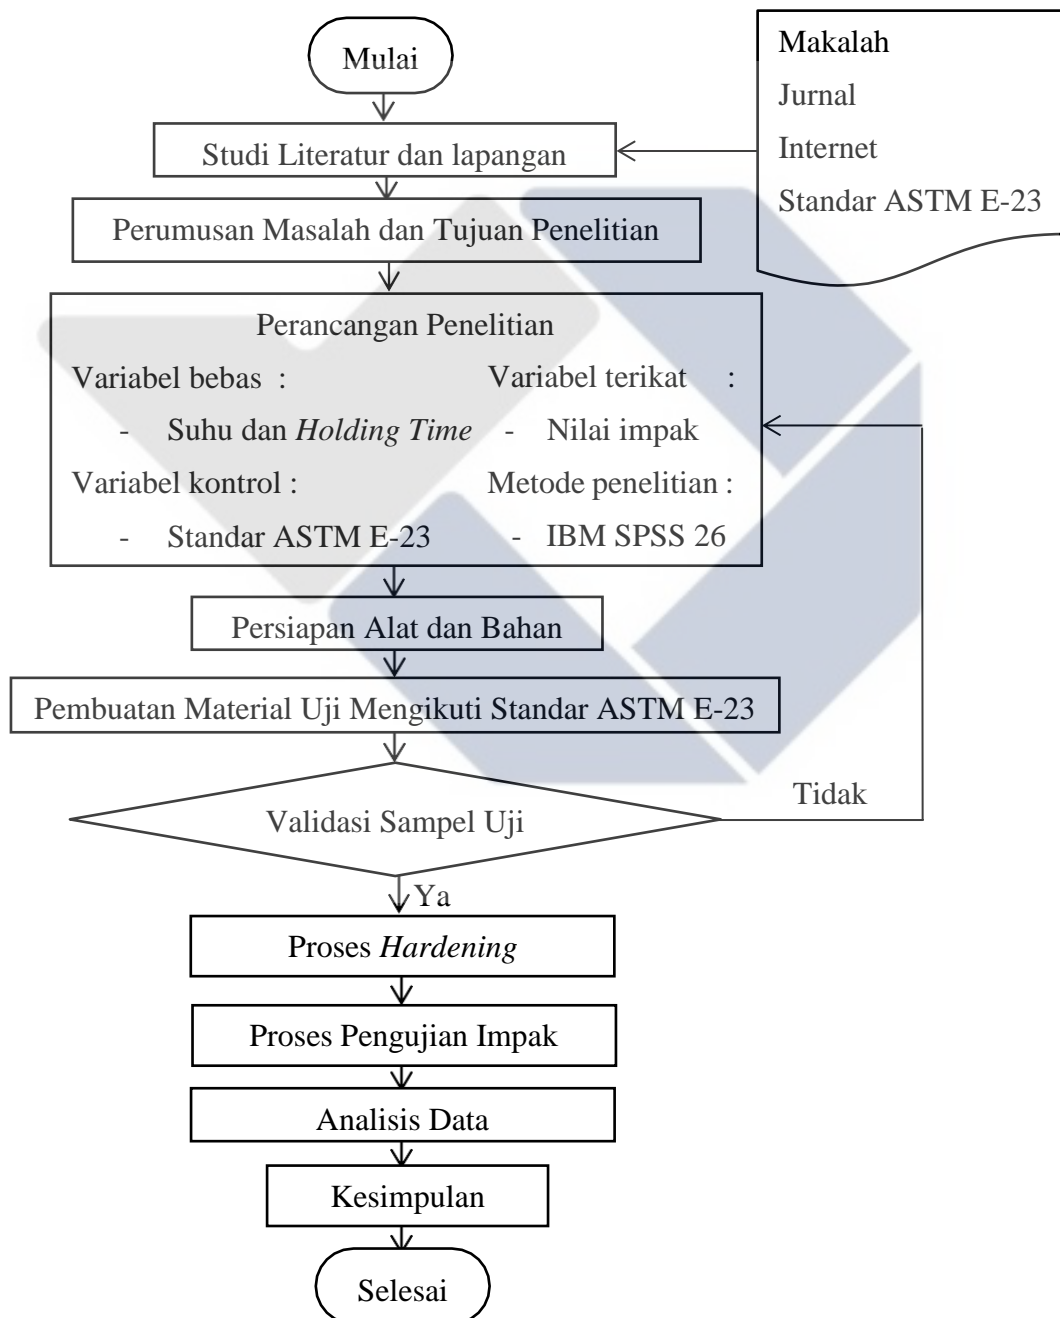 Mulai
Makalah
Jurnal
Internet
Standar ASTM E-23
Studi Literatur dan lapangan
Perumusan Masalah dan Tujuan Penelitian
Perancangan Penelitian
Variabel bebas : Variabel terikat :
- Suhu dan Holding Time - Nilai impak
Variabel kontrol : Metode penelitian :
- Standar ASTM E-23 - IBM SPSS 26
Persiapan Alat dan Bahan
Pembuatan Material Uji Mengikuti Standar ASTM E-23
Validasi Sampel Uji
Tidak
Ya
Proses Hardening
Proses Pengujian Impak
Analisis Data
Kesimpulan
Selesai